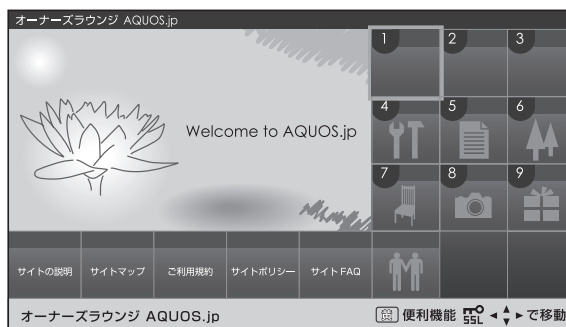 オーナーズラウンジ AQUOS.jp
Welcome to AQUOS.jp
1 2 3
4 5 6
7 8 9
サイトの説明 サイトマップ ご利用規約 サイトポリシー サイトFAQ
オーナーズラウンジ AQUOS.jp 便利機能 SSL で移動